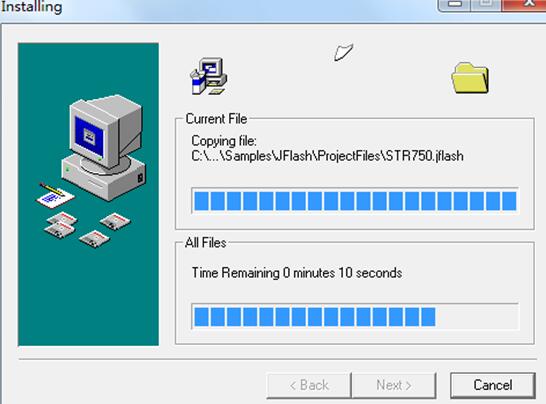 Installing
Current File
Copying file:
C:\...\Samples\JFlash\ProjectFiles\STR750.jflash
All Files
Time Remaining 0 minutes 10 seconds
< Back
Next >
Cancel